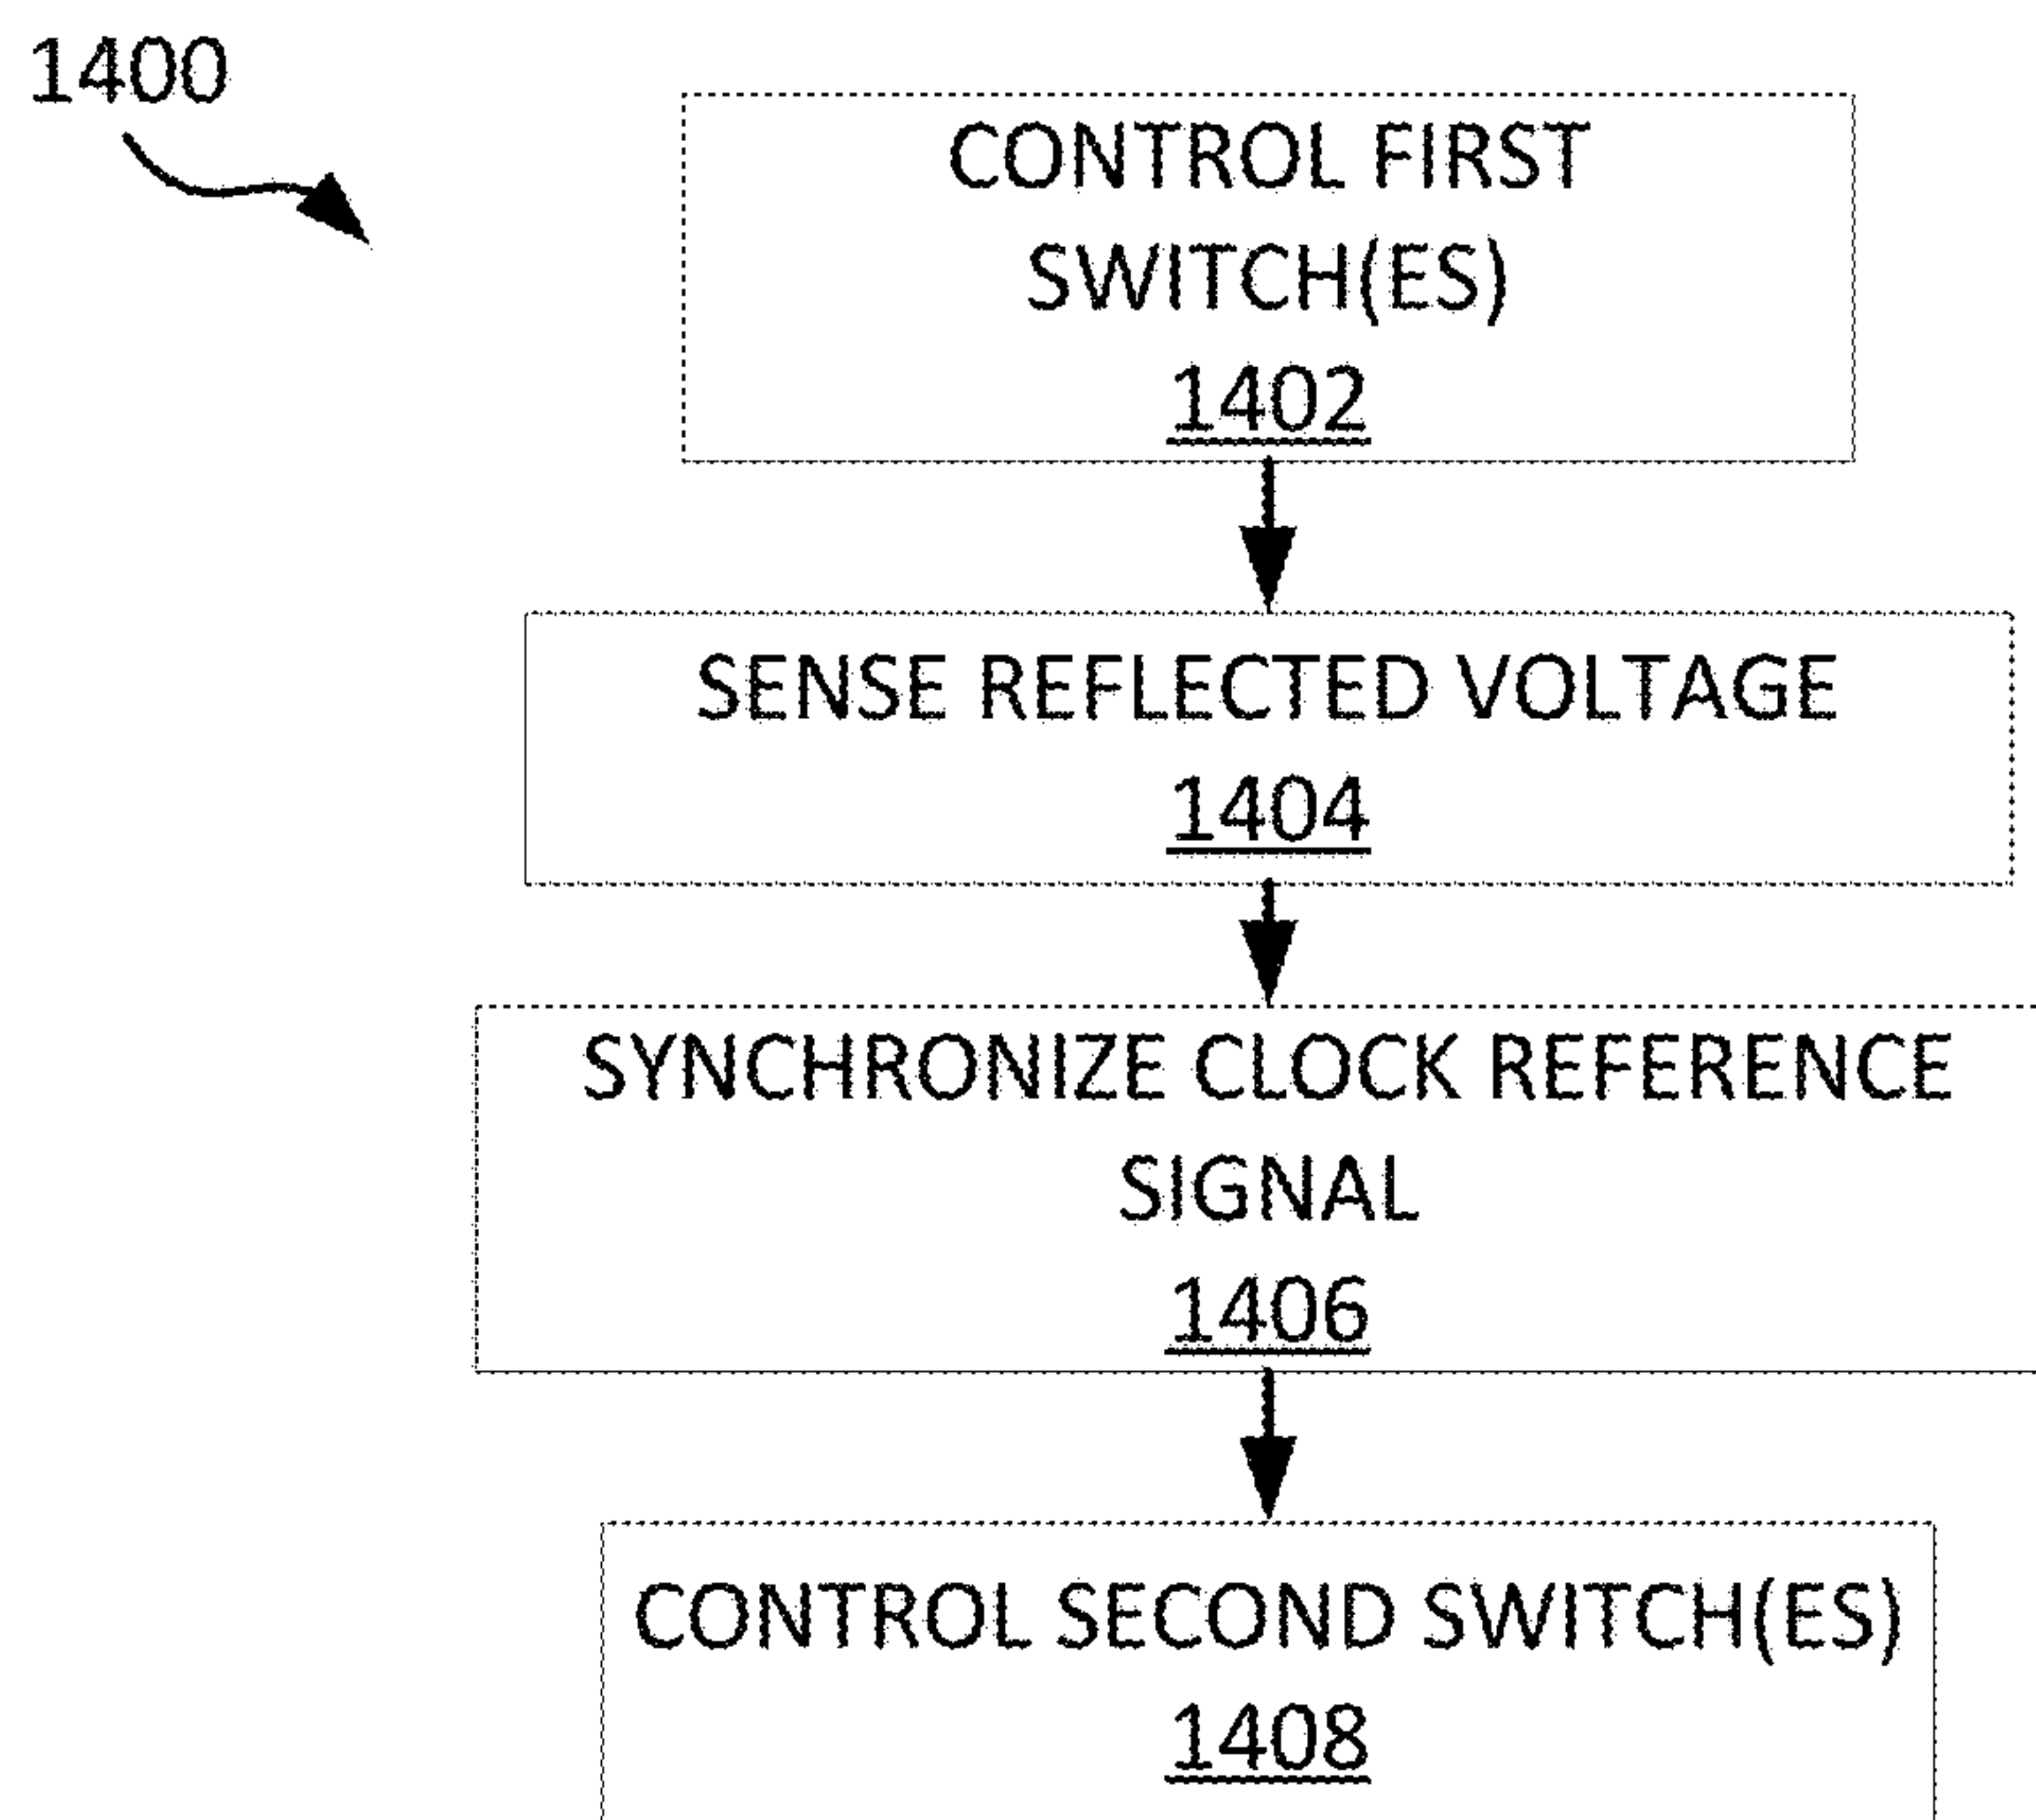 1400
CONTROL FIRST
SWITCH(ES)
1402
SENSE REFLECTED VOLTAGE
1404
SYNCHRONIZE CLOCK REFERENCE
SIGNAL
1406
CONTROL SECOND SWITCH(ES)
1408